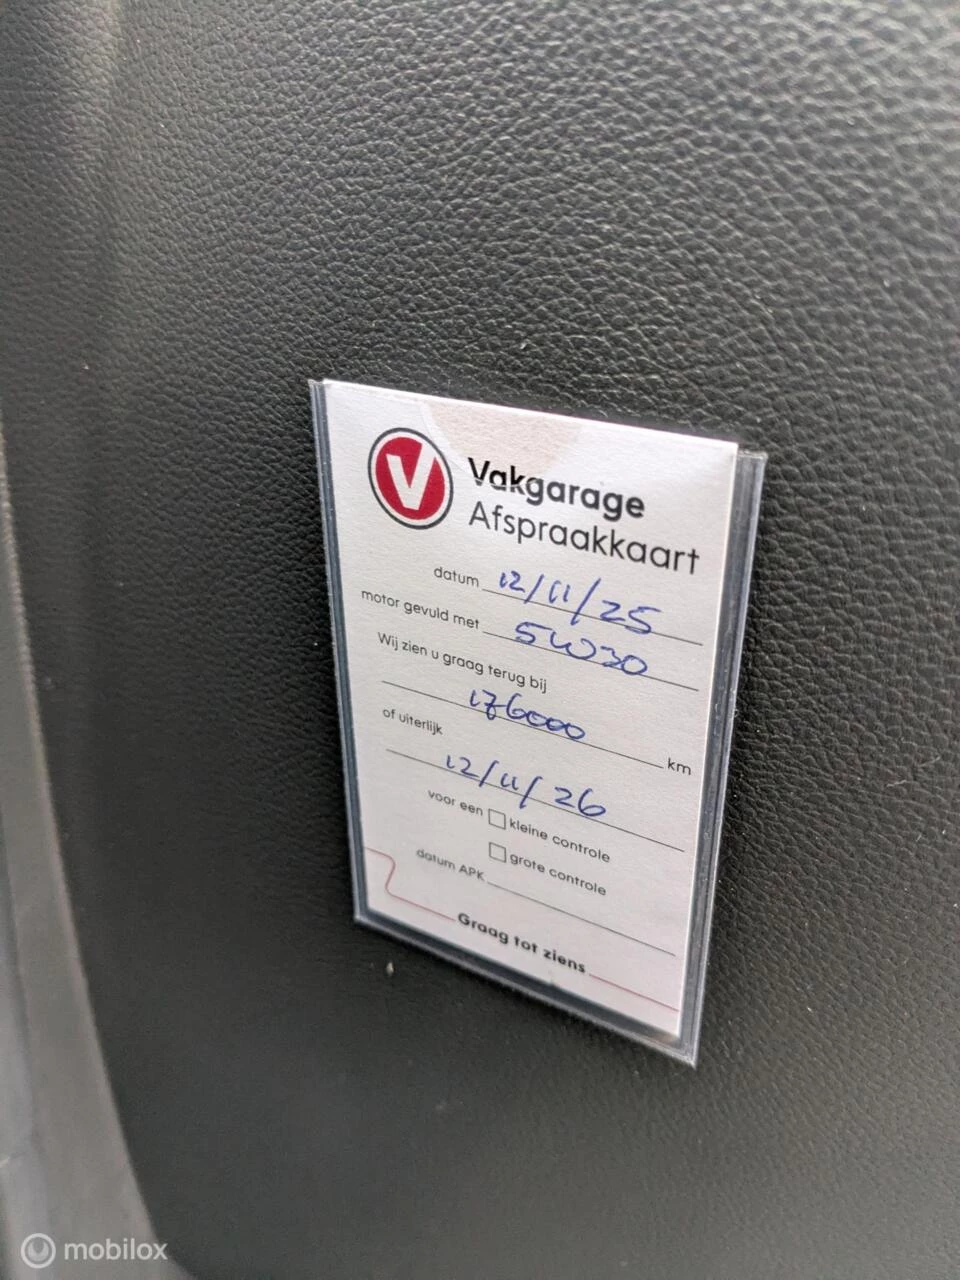 V
Vakgarage
Afspraakkaart
datum 12/11/25
motor gevuld met 5W30
Wij zien u graag terug bij
176000 km
of uiterlijk
12/11/26
voor een kleine controle
grote controle
datum APK
Graag tot ziens
mobilox